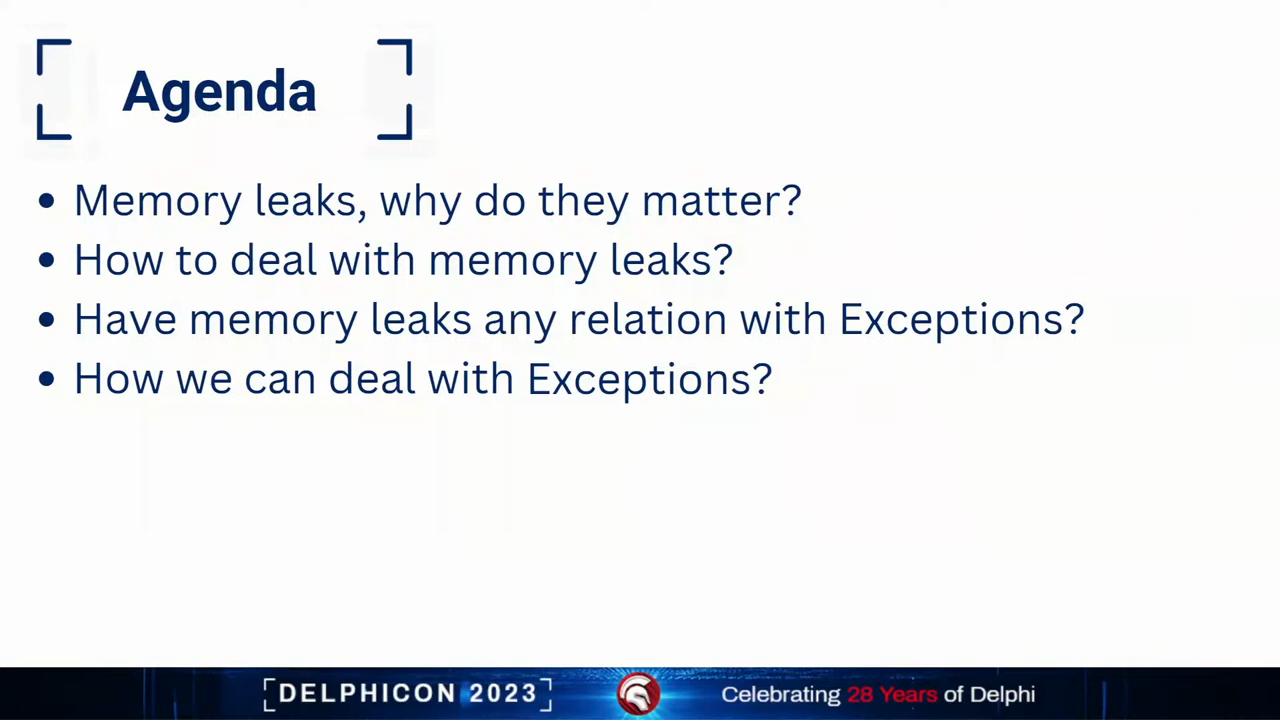 Agenda
• Memory leaks, why do they matter?
• How to deal with memory leaks?
• Have memory leaks any relation with Exceptions?
• How we can deal with Exceptions?
DELPHICON 2023
Celebrating 28 Years of Delphi